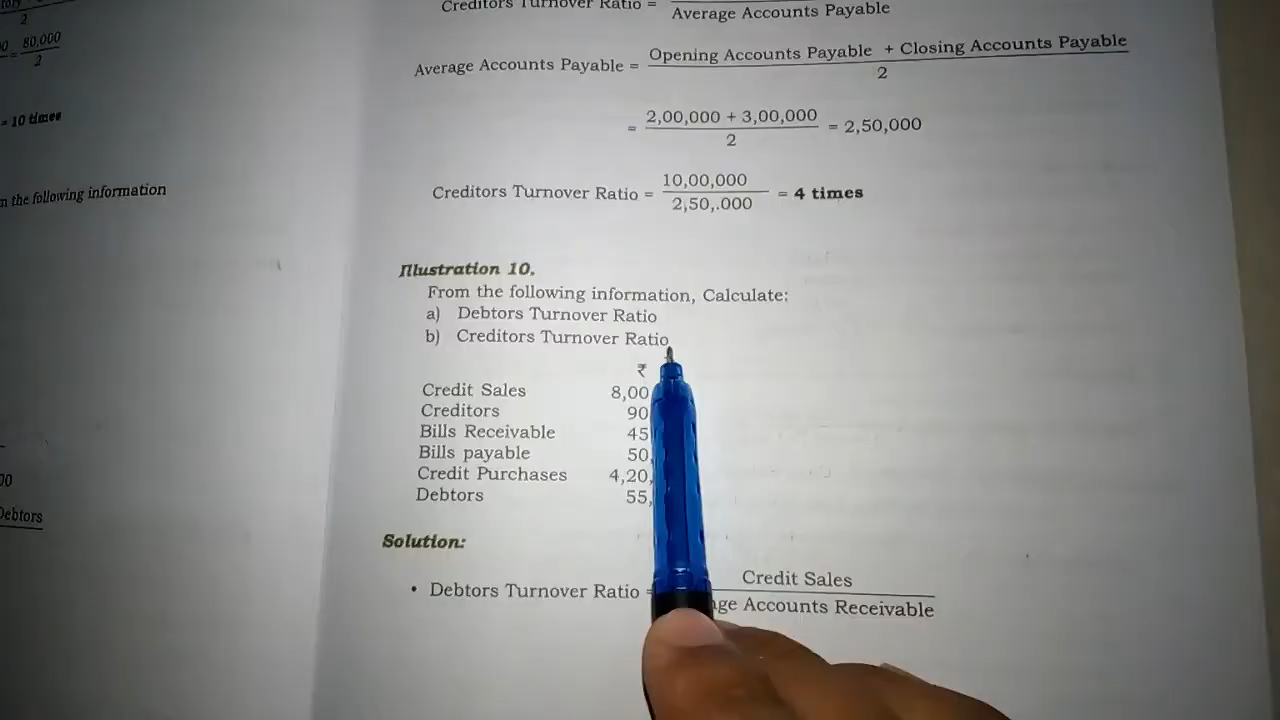 2
80,000
2
= 10 times
n the following information
00
Debtors
Creditors Turnover Ratio =
Average Accounts Payable
Average Accounts Payable = Opening Accounts Payable + Closing Accounts Payable
2
= 2,00,000 + 3,00,000 = 2,50,000
2
Creditors Turnover Ratio = 10,00,000 = 4 times
2,50,.000
Illustration 10.
From the following information, Calculate:
a) Debtors Turnover Ratio
b) Creditors Turnover Ratio
₹
Credit Sales 8,00
Creditors 90
Bills Receivable 45
Bills payable 50,
Credit Purchases 4,20,
Debtors 55,
Solution:
• Debtors Turnover Ratio = Credit Sales
ge Accounts Receivable